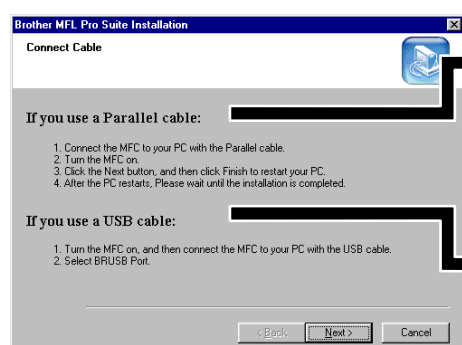 Brother MFL Pro Suite Installation
Connect Cable
If you use a Parallel cable:
1. Connect the MFC to your PC with the Parallel cable.
2. Turn the MFC on.
3. Click the Next button, and then click Finish to restart your PC.
4. After the PC restarts, Please wait until the installation is completed.
If you use a USB cable:
1. Turn the MFC on, and then connect the MFC to your PC with the USB cable.
2. Select BRUSB Port.
< Back Next > Cancel